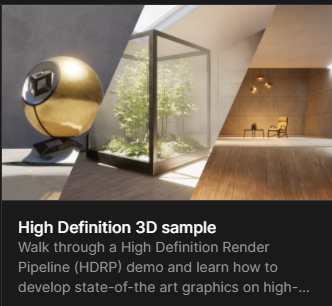 High Definition 3D sample
Walk through a High Definition Render
Pipeline (HDRP) demo and learn how to
develop state-of-the art graphics on high-...